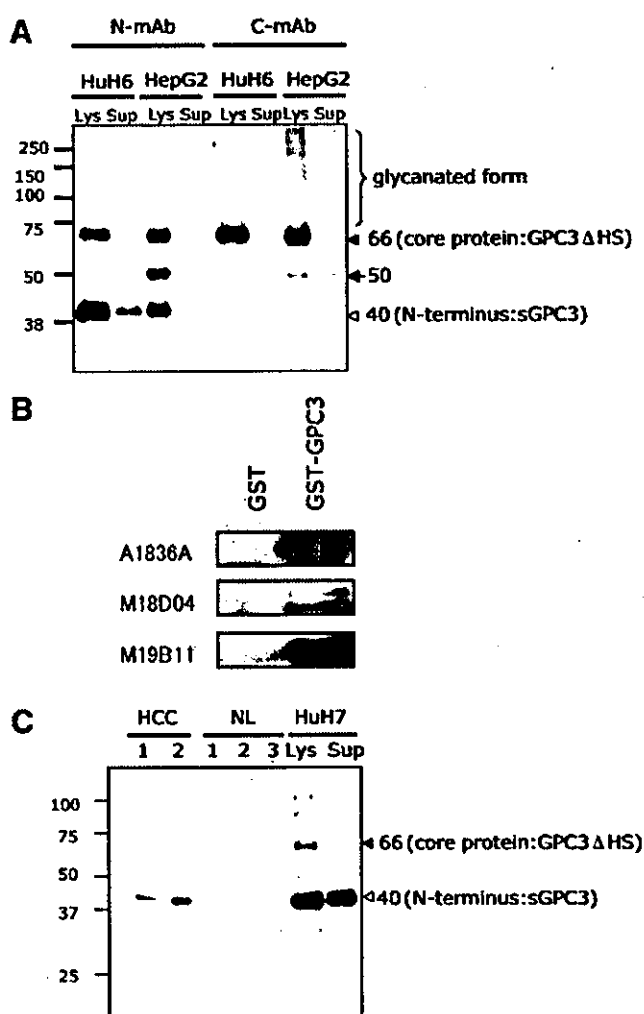 A
N-mAb C-mAb
HuH6 HepG2 HuH6 HepG2
Lys Sup Lys Sup Lys Sup Lys Sup
250
150
100
75
50
38
glycanated form
66 (core protein:GPC3ΔHS)
50
40 (N-terminus:sGPC3)
B
GST
GST-GPC3
A1836A
M18D04
M19B11
C
HCC NL HuH7
1 2 1 2 3 Lys Sup
100
75
50
37
25
66 (core protein:GPC3ΔHS)
40 (N-terminus:sGPC3)